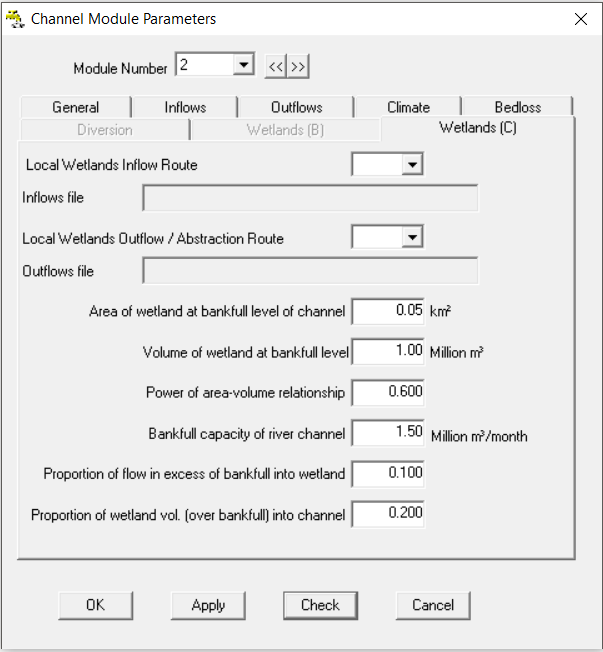 Channel Module Parameters
Module Number 2 << >>
General Inflows Outflows Climate Bedloss
Diversion Wetlands (B) Wetlands (C)
Local Wetlands Inflow Route
Inflows file
Local Wetlands Outflow / Abstraction Route
Outflows file
Area of wetland at bankfull level of channel 0.05 km²
Volume of wetland at bankfull level 1.00 Million m³
Power of area-volume relationship 0.600
Bankfull capacity of river channel 1.50 Million m³/month
Proportion of flow in excess of bankfull into wetland 0.100
Proportion of wetland vol. (over bankfull) into channel 0.200
OK Apply Check Cancel